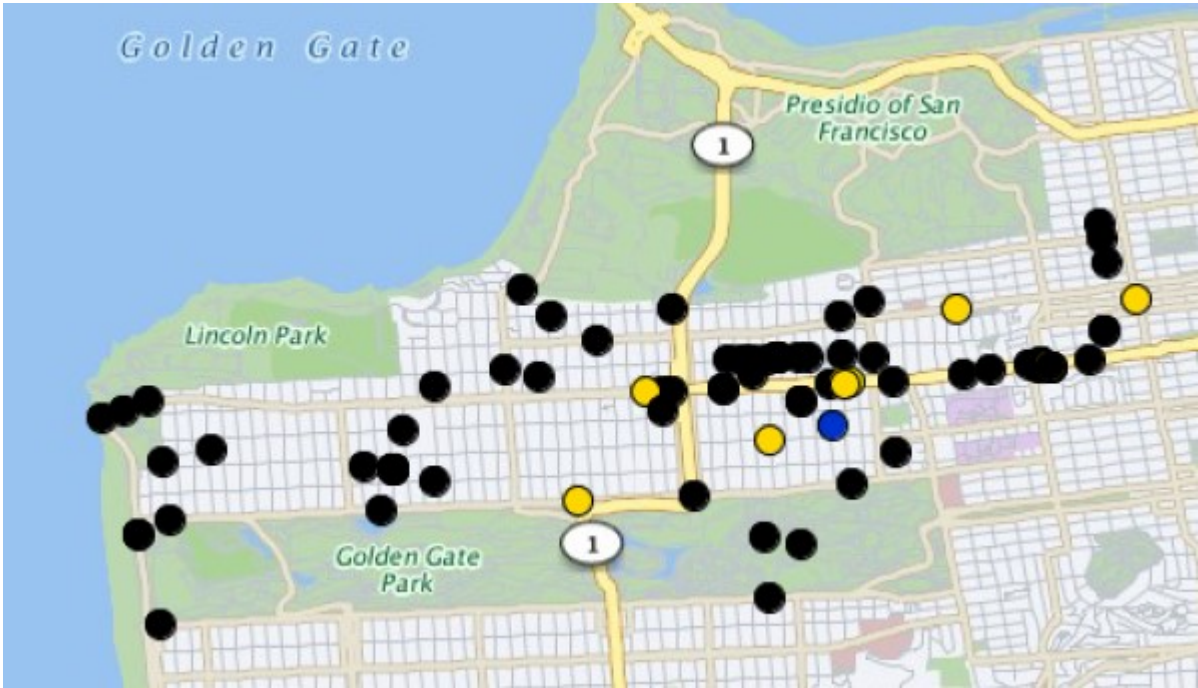 Golden Gate
Presidio of San
Francisco
1
Lincoln Park
1
Golden Gate
Park